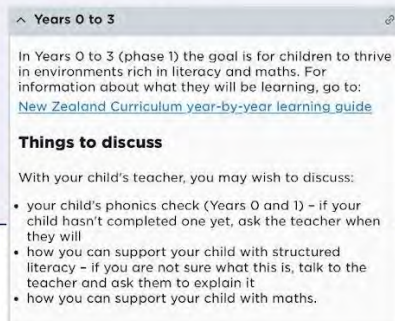 Years 0 to 3
In Years 0 to 3 (phase 1) the goal is for children to thrive
in environments rich in literacy and maths. For
information about what they will be learning, go to:
New Zealand Curriculum year-by-year learning guide
Things to discuss
With your child's teacher, you may wish to discuss:
• your child's phonics check (Years 0 and 1) – if your
child hasn't completed one yet, ask the teacher when
they will
• how you can support your child with structured
literacy – if you are not sure what this is, talk to the
teacher and ask them to explain it
• how you can support your child with maths.